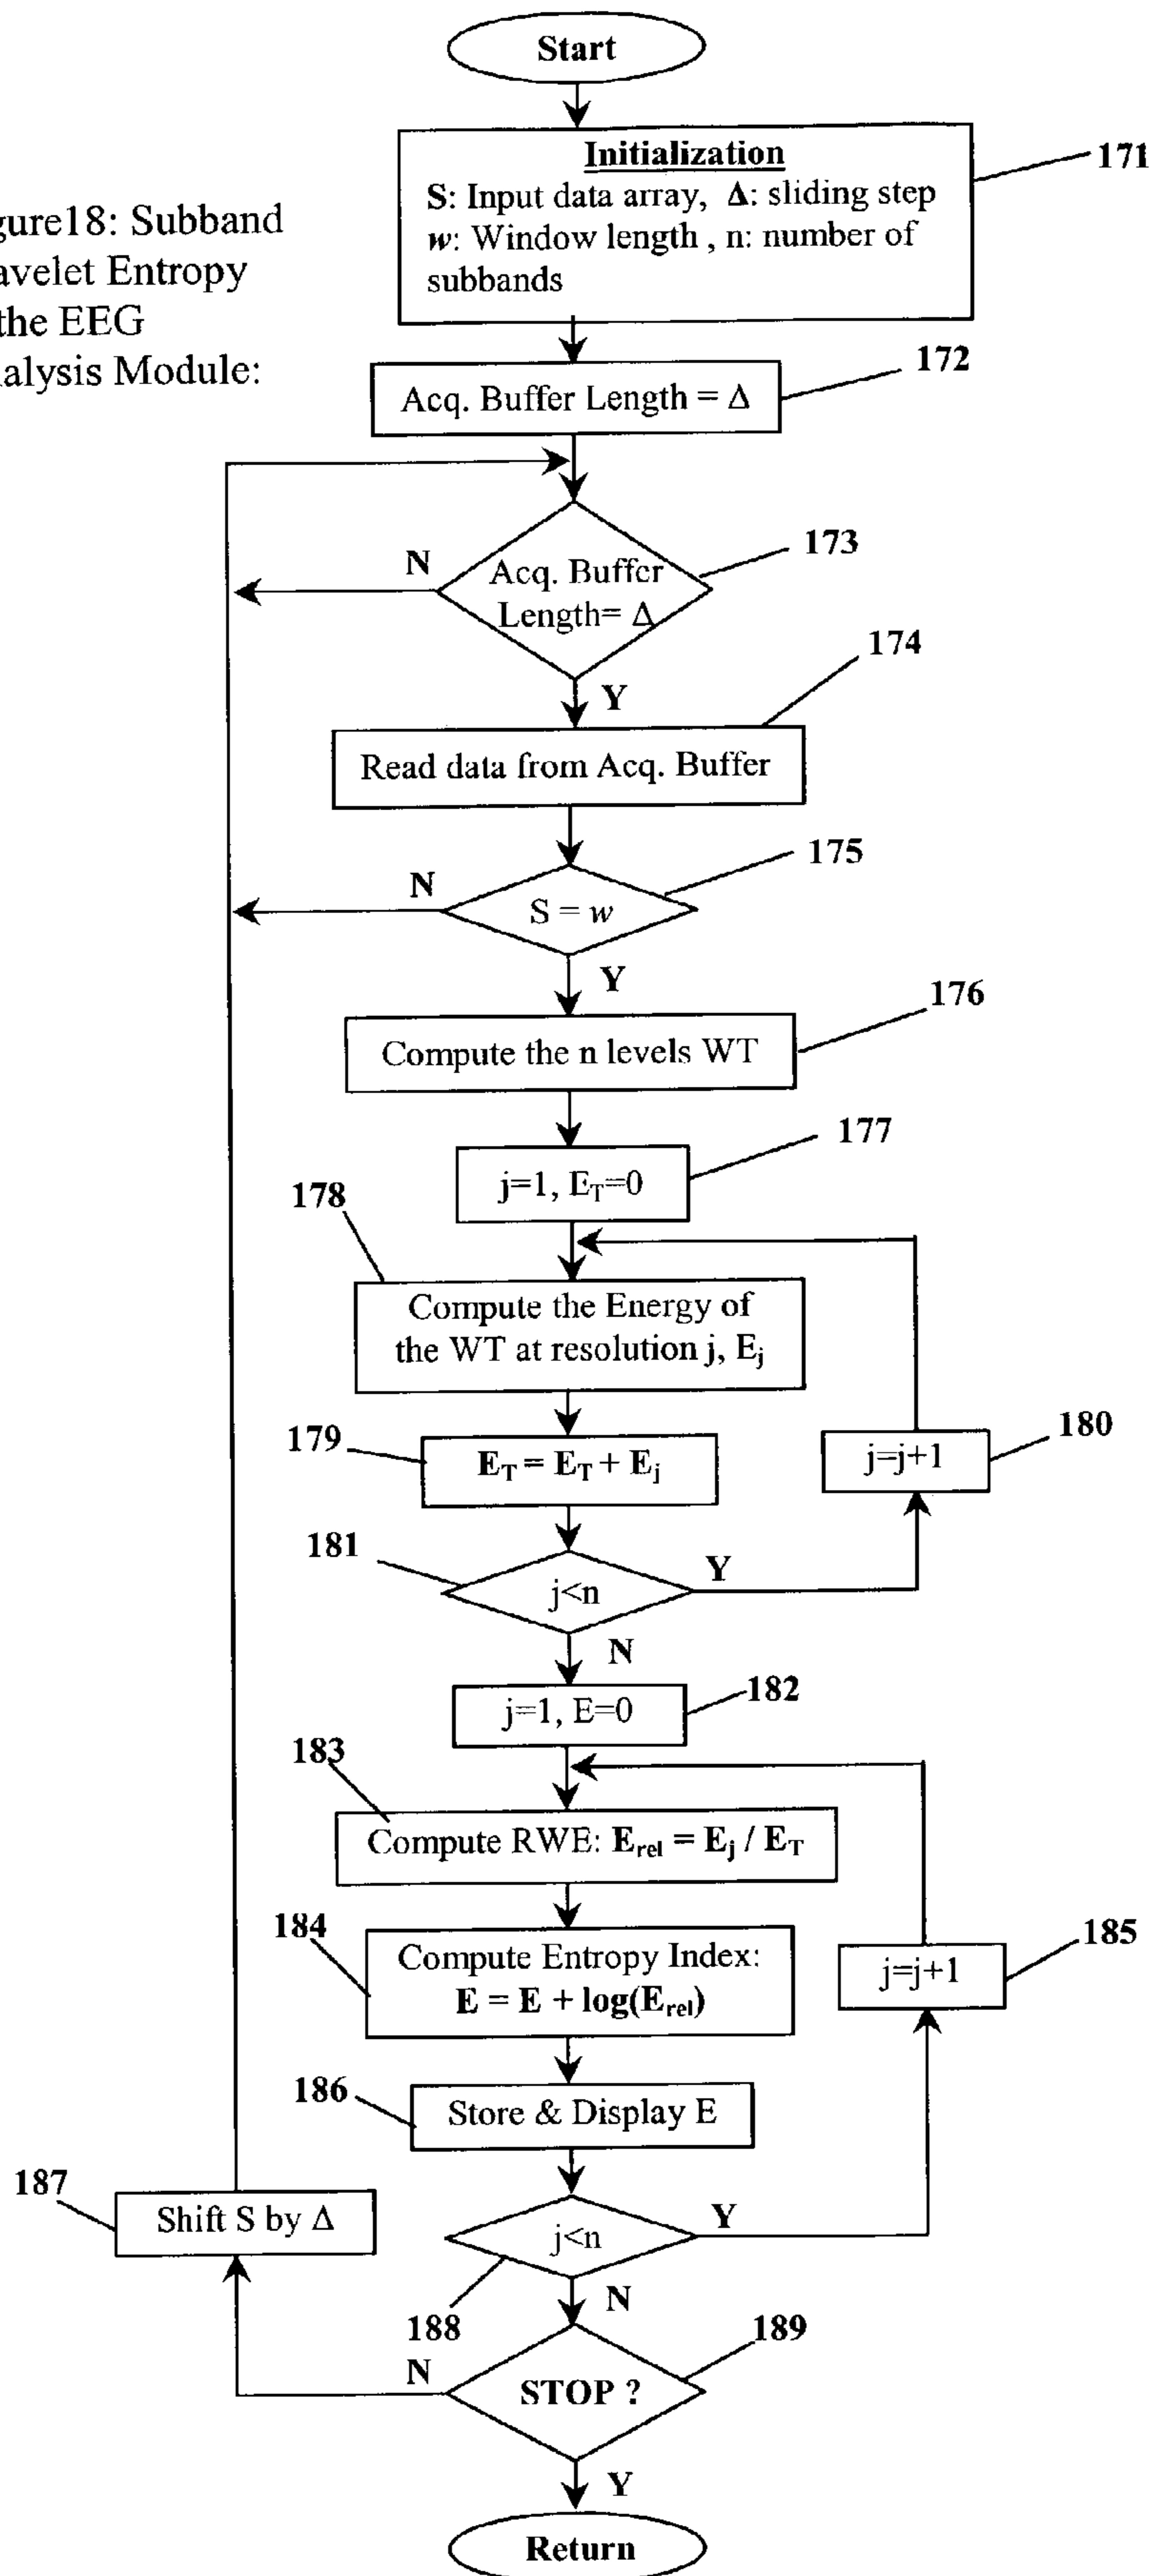 Start
Initialization
171
S: Input data array, Δ: sliding step
w: Window length , n: number of
subbands
gure18: Subband
avelet Entropy
the EEG
alysis Module:
172
Acq. Buffer Length = Δ
173
N
Acq. Buffer
Length= Δ
174
Y
Read data from Acq. Buffer
175
N
S = w
Y
176
Compute the n levels WT
177
j=1, E_T=0
178
Compute the Energy of
the WT at resolution j, E_j
179
E_T = E_T + E_j
180
j=j+1
181
Y
j<n
N
182
j=1, E=0
183
Compute RWE: E_rel = E_j / E_T
184
Compute Entropy Index:
E = E + log(E_rel)
185
j=j+1
186
Store & Display E
187
Shift S by Δ
Y
j<n
188
N
189
N
STOP ?
Y
Return